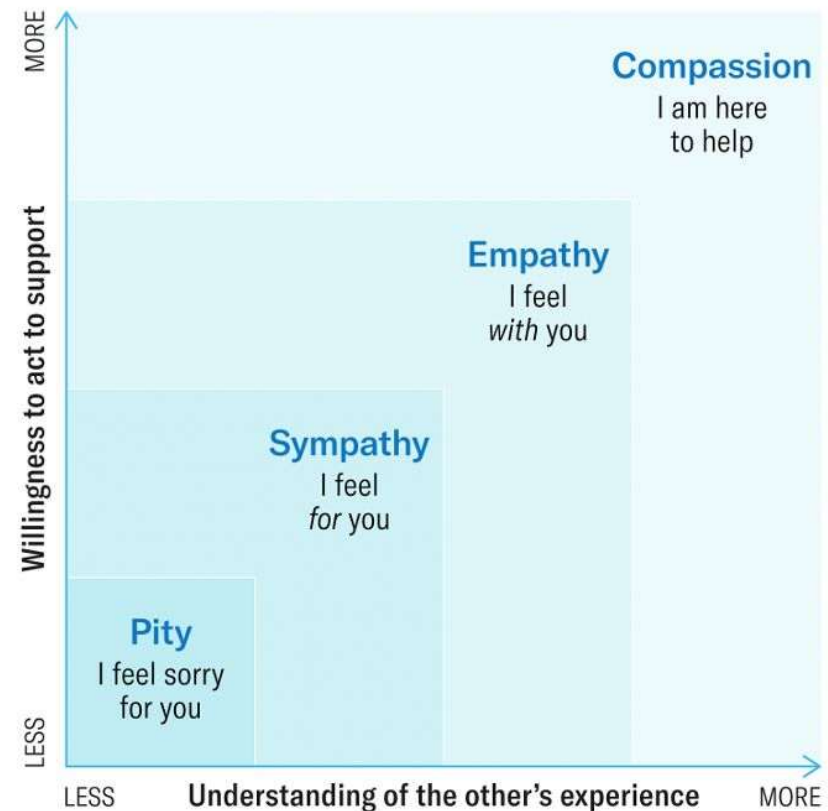 MORE
Compassion
I am here
to help
Empathy
I feel
with you
Willingness to act to support
Sympathy
I feel
for you
Pity
I feel sorry
for you
LESS
LESS Understanding of the other's experience MORE